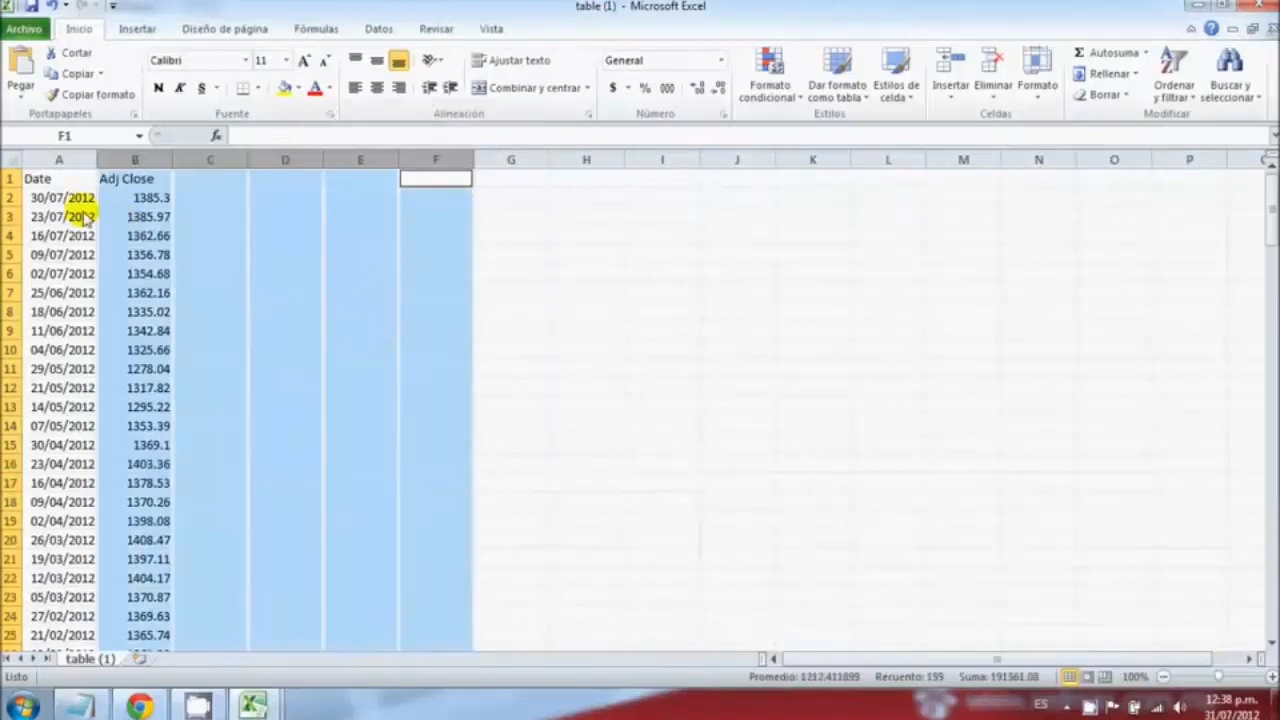 table (1) - Microsoft Excel
Archivo Inicio Insertar Diseño de página Fórmulas Datos Revisar Vista
Pegar
Cortar
Copiar
Copiar formato
Portapapeles
Calibri 11
N K S
Fuente
Ajustar texto
Combinar y centrar
Alineación
General
$ % 000
Número
Formato condicional
Dar formato como tabla
Estilos de celda
Estilos
Insertar
Eliminar
Formato
Celdas
Autosuma
Rellenar
Borrar
Ordenar y filtrar
Buscar y seleccionar
Modificar
F1 fx
A B C D E F G H I J K L M N O P
1 Date Adj Close
2 30/07/2012 1385.3
3 23/07/2012 1385.97
4 16/07/2012 1362.66
5 09/07/2012 1356.78
6 02/07/2012 1354.68
7 25/06/2012 1362.16
8 18/06/2012 1335.02
9 11/06/2012 1342.84
10 04/06/2012 1325.66
11 29/05/2012 1278.04
12 21/05/2012 1317.82
13 14/05/2012 1295.22
14 07/05/2012 1353.39
15 30/04/2012 1369.1
16 23/04/2012 1403.36
17 16/04/2012 1378.53
18 09/04/2012 1370.26
19 02/04/2012 1398.08
20 26/03/2012 1408.47
21 19/03/2012 1397.11
22 12/03/2012 1404.17
23 05/03/2012 1370.87
24 27/02/2012 1369.63
25 21/02/2012 1365.74
table (1)
Listo Promedio: 1212.411899 Recuento: 159 Suma: 191561.08 100%
ES 12:38 p.m.
31/07/2012